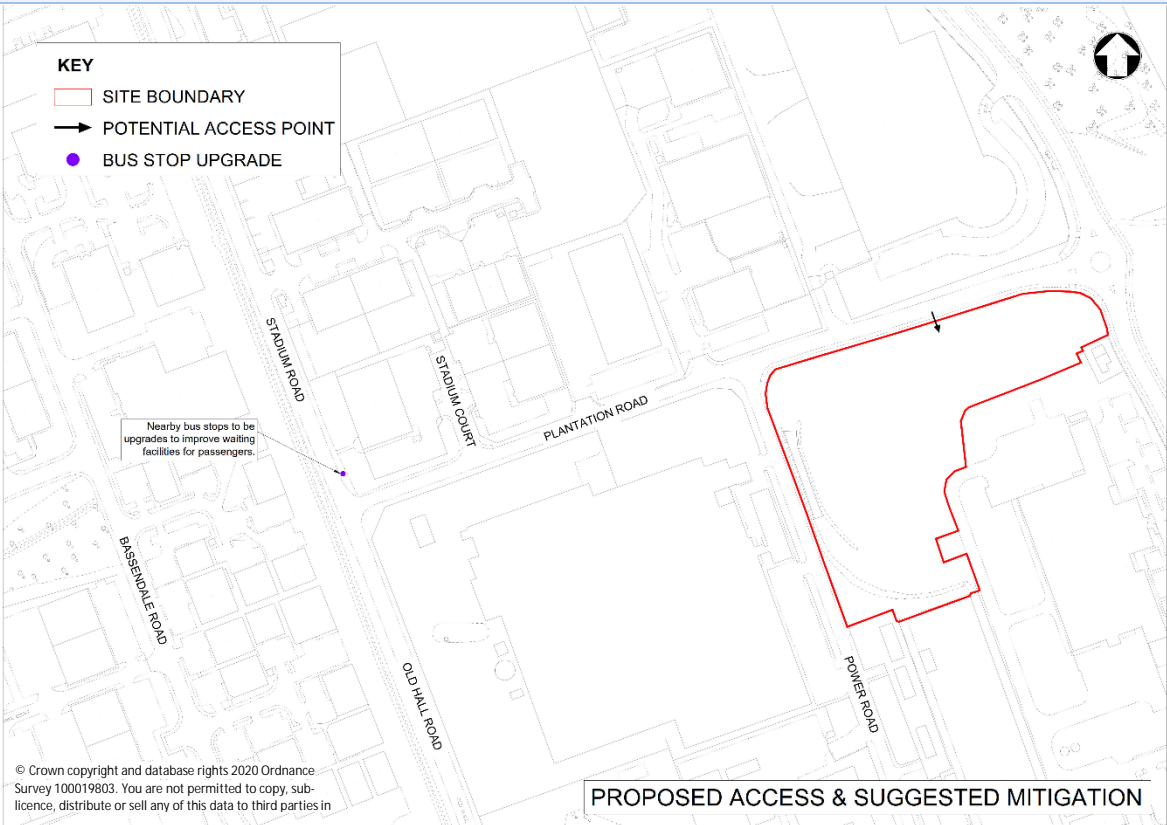 KEY
SITE BOUNDARY
POTENTIAL ACCESS POINT
BUS STOP UPGRADE
STADIUM ROAD
STADIUM COURT
PLANTATION ROAD
Nearby bus stops to be
upgrades to improve waiting
facilities for passengers.
BASSENDALE ROAD
OLD HALL ROAD
POWER ROAD
© Crown copyright and database rights 2020 Ordnance
Survey 100019803. You are not permitted to copy, sub-
licence, distribute or sell any of this data to third parties in
PROPOSED ACCESS & SUGGESTED MITIGATION